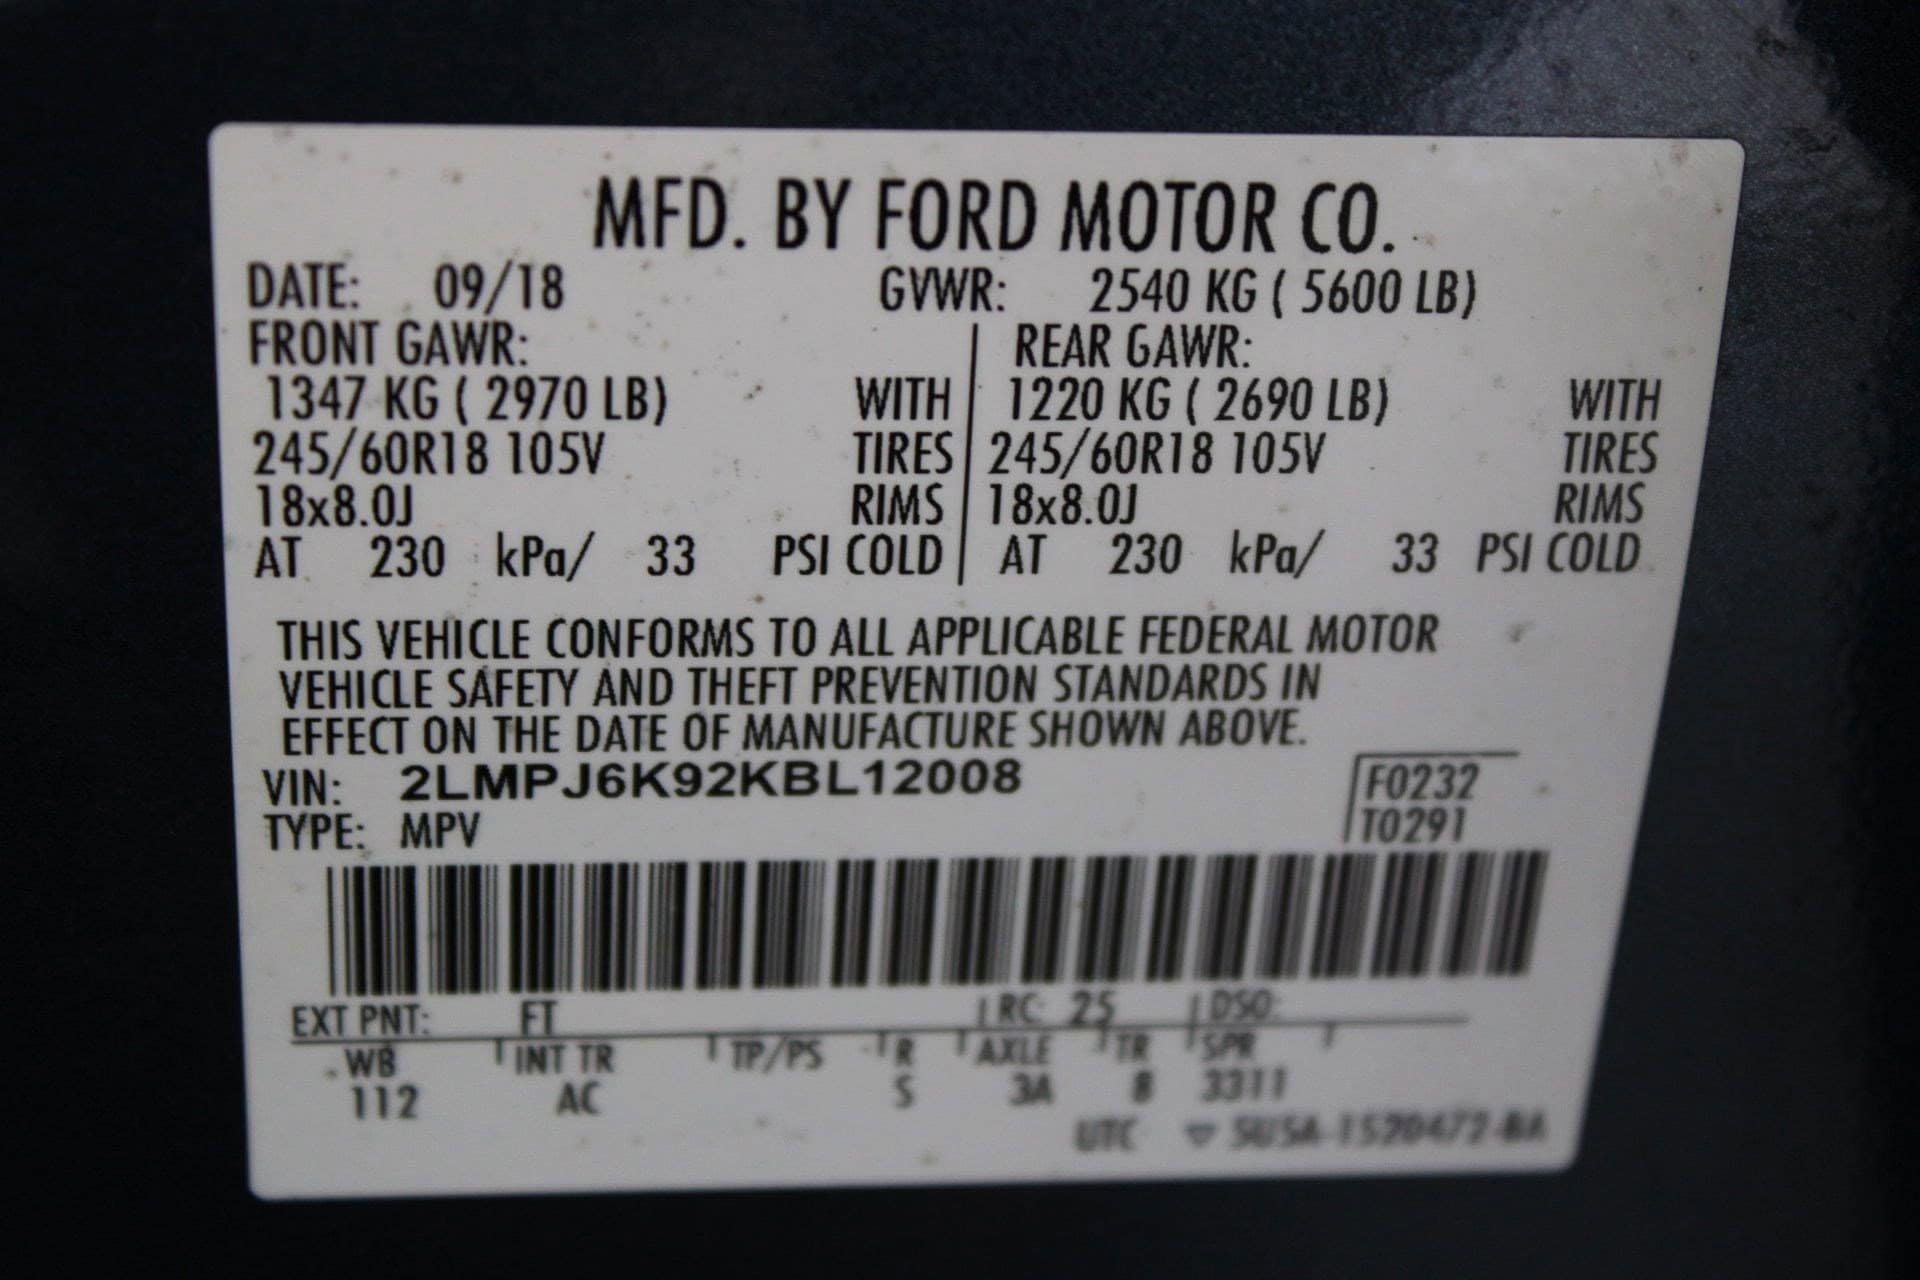 MFD. BY FORD MOTOR CO.
DATE: 09/18 GVWR: 2540 KG ( 5600 LB)
FRONT GAWR: REAR GAWR:
1347 KG ( 2970 LB) WITH 1220 KG ( 2690 LB) WITH
245/60R18 105V TIRES 245/60R18 105V TIRES
18x8.0J RIMS 18x8.0J RIMS
AT 230 kPa/ 33 PSI COLD AT 230 kPa/ 33 PSI COLD
THIS VEHICLE CONFORMS TO ALL APPLICABLE FEDERAL MOTOR
VEHICLE SAFETY AND THEFT PREVENTION STANDARDS IN
EFFECT ON THE DATE OF MANUFACTURE SHOWN ABOVE.
VIN: 2LMPJ6K92KBL12008 F0232
TYPE: MPV T0291
EXT PNT: FT RC: 25 DSO:
WB INT TR TP/PS R AXLE TR SPR
112 AC S 3A 8 3311
UTC